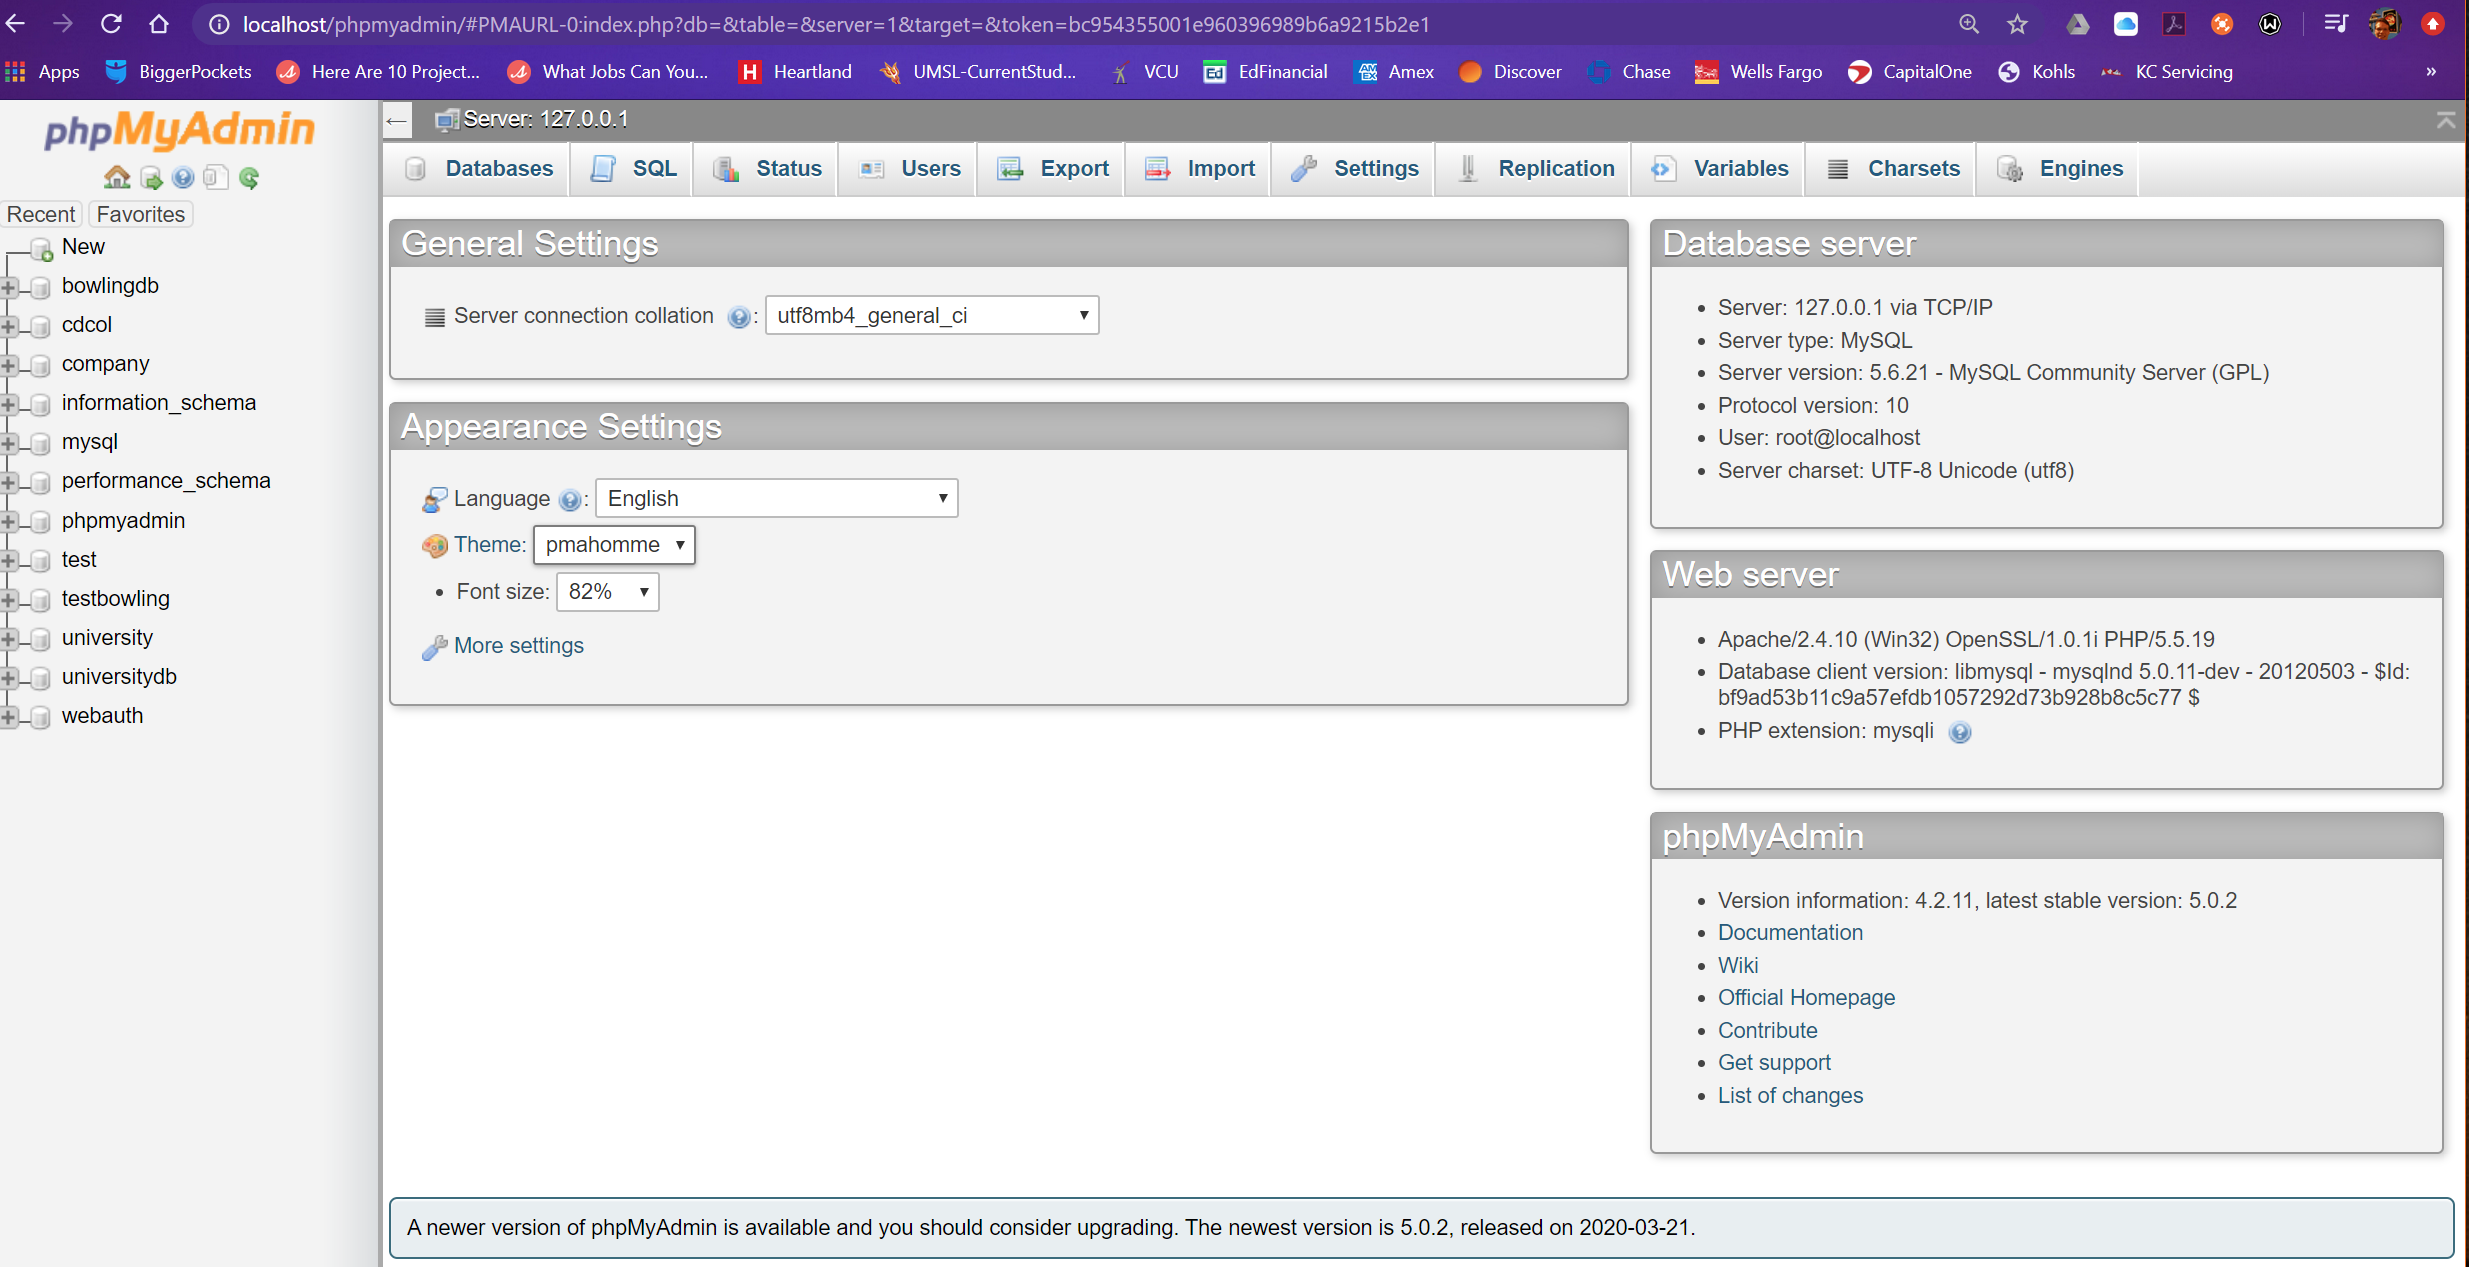 localhost/phpmyadmin/#PMAURL-0:index.php?db=&table=&server=1&target=&token=bc954355001e960396989b6a9215b2e1
Apps BiggerPockets Here Are 10 Project... What Jobs Can You... H Heartland UMSL-CurrentStud... VCU Ed EdFinancial Amex Discover Chase Wells Fargo CapitalOne Kohls KC Servicing »
phpMyAdmin
Recent Favorites
New
bowlingdb
cdcol
company
information_schema
mysql
performance_schema
phpmyadmin
test
testbowling
university
universitydb
webauth
Server: 127.0.0.1
Databases SQL Status Users Export Import Settings Replication Variables Charsets Engines
General Settings
Server connection collation : utf8mb4_general_ci
Appearance Settings
Language : English
Theme: pmahomme
• Font size: 82%
More settings
Database server
• Server: 127.0.0.1 via TCP/IP
• Server type: MySQL
• Server version: 5.6.21 - MySQL Community Server (GPL)
• Protocol version: 10
• User: root@localhost
• Server charset: UTF-8 Unicode (utf8)
Web server
• Apache/2.4.10 (Win32) OpenSSL/1.0.1i PHP/5.5.19
• Database client version: libmysql - mysqlnd 5.0.11-dev - 20120503 - $Id:
bf9ad53b11c9a57efdb1057292d73b928b8c5c77 $
• PHP extension: mysqli
phpMyAdmin
• Version information: 4.2.11, latest stable version: 5.0.2
• Documentation
• Wiki
• Official Homepage
• Contribute
• Get support
• List of changes
A newer version of phpMyAdmin is available and you should consider upgrading. The newest version is 5.0.2, released on 2020-03-21.